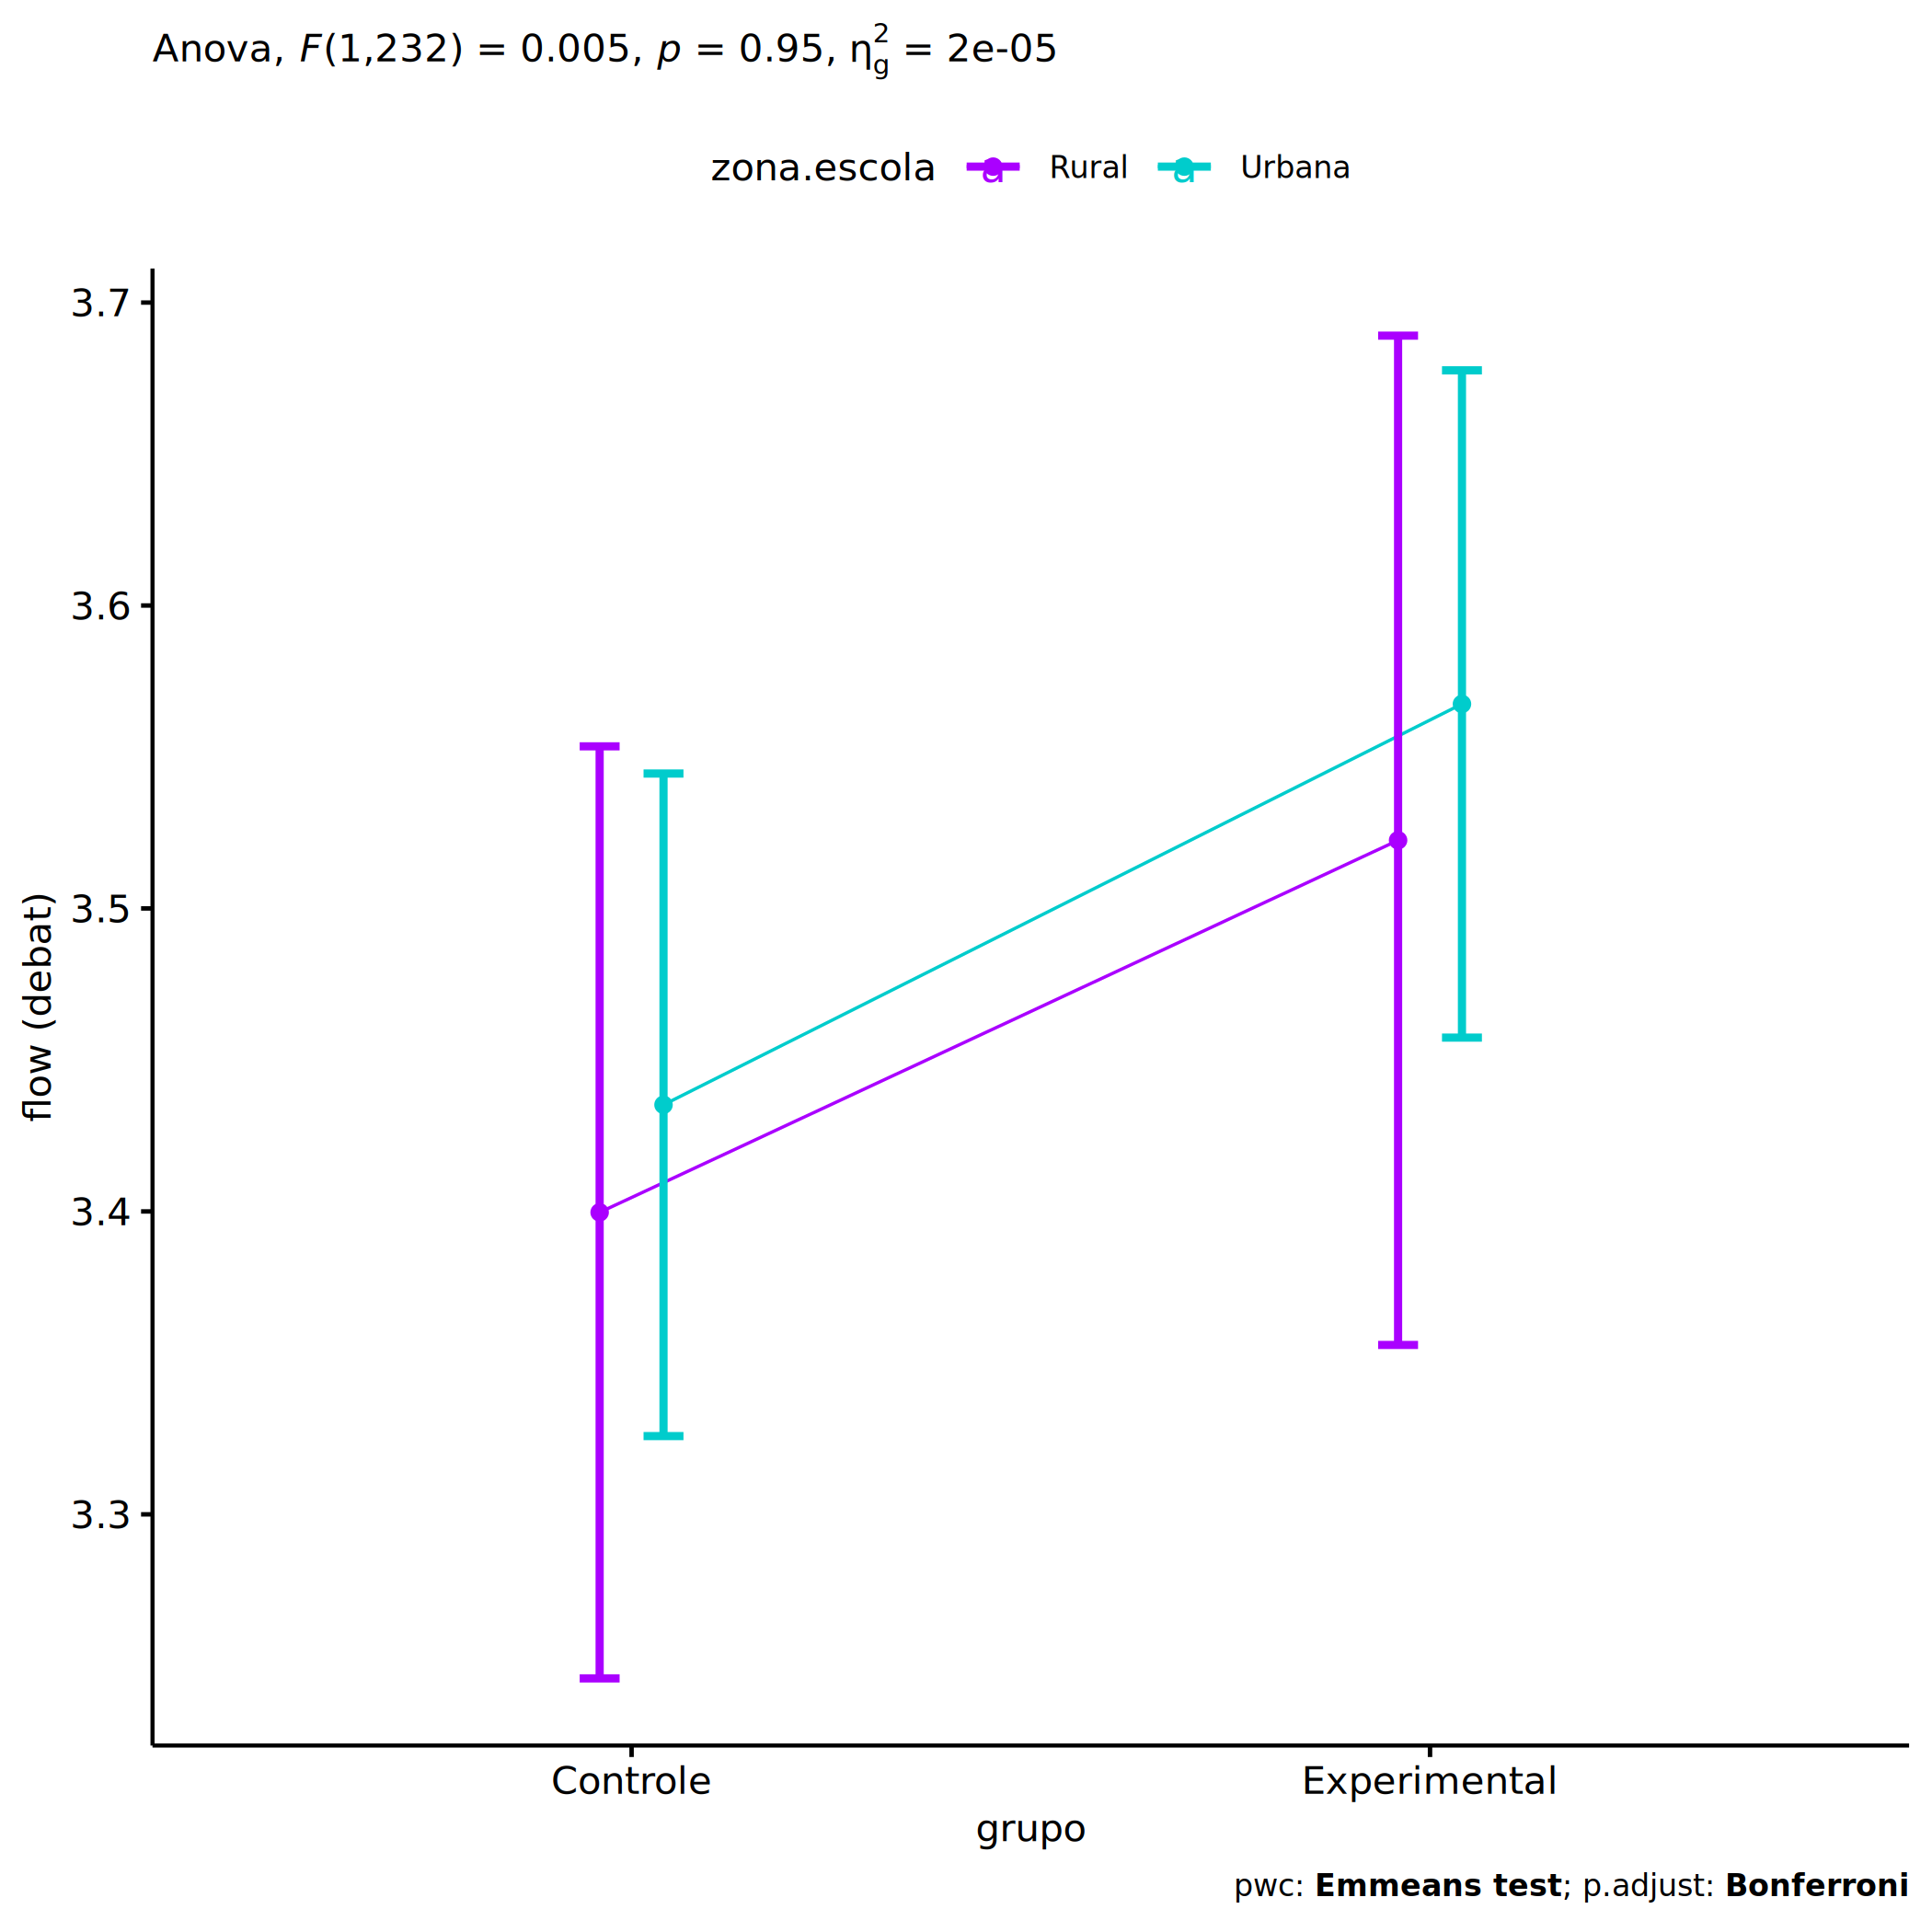 Anova, F(1,232) = 0.005, p = 0.95, η²g = 2e-05
zona.escola a Rural a Urbana
3.7
3.6
3.5
3.4
3.3
flow (debat)
Controle Experimental
grupo
pwc: Emmeans test; p.adjust: Bonferroni